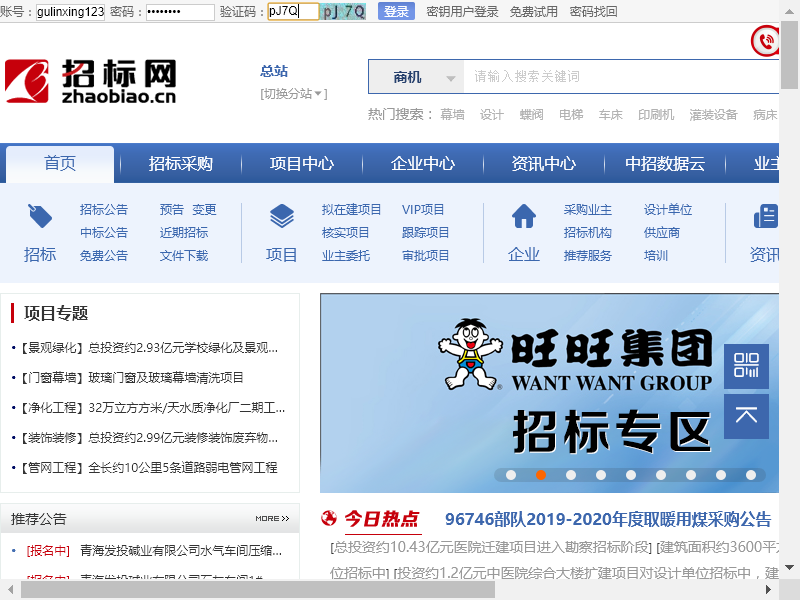 账号： gulinxing123 密码： •••••••• 验证码： pJ7Q pJ 7Q 登录 密钥用户登录 免费试用 密码找回
招标网
zhaobiao.cn
总站
[切换分站▾]
商机 请输入搜索关键词
热门搜索： 幕墙 设计 蝶阀 电梯 车床 印刷机 灌装设备 病床
首页 招标采购 项目中心 企业中心 资讯中心 中招数据云 业主
招标
招标公告 预告 变更
中标公告 近期招标
免费公告 文件下载
项目
拟在建项目 VIP项目
核实项目 跟踪项目
业主委托 审批项目
企业
采购业主 设计单位
招标机构 供应商
推荐服务 培训
资讯
项目专题
•【景观绿化】总投资约2.93亿元学校绿化及景观...
•【门窗幕墙】玻璃门窗及玻璃幕墙清洗项目
•【净化工程】32万立方方米/天水质净化厂二期工...
•【装饰装修】总投资约2.99亿元装修装饰废弃物...
•【管网工程】全长约10公里5条道路弱电管网工程
旺旺集团
WANT WANT GROUP
招标专区
推荐公告 MORE >>
• [报名中] 青海发投碱业有限公司水气车间压缩...
[报名中]
今日热点 96746部队2019-2020年度取暖用煤采购公告
[总投资约10.43亿元医院迁建项目进入勘察招标阶段] [建筑面积约3600平方
位招标中] [投资约1.2亿元中医院综合大楼扩建项目对设计单位招标中，建